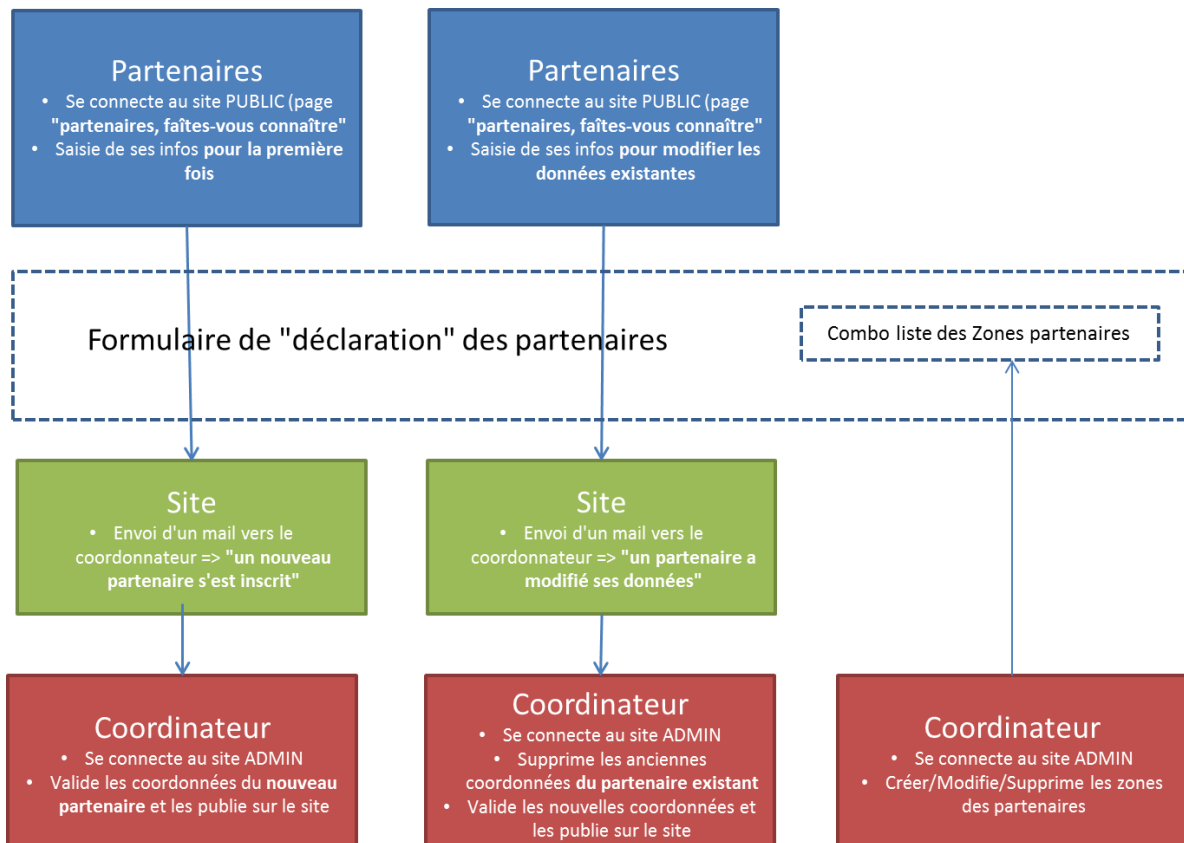 Partenaires
• Se connecte au site PUBLIC (page
"partenaires, faîtes-vous connaître"
• Saisie de ses infos pour la première
fois
Partenaires
• Se connecte au site PUBLIC (page
"partenaires, faîtes-vous connaître"
• Saisie de ses infos pour modifier les
données existantes
Formulaire de "déclaration" des partenaires
Combo liste des Zones partenaires
Site
• Envoi d'un mail vers le
coordonnateur => "un nouveau
partenaire s'est inscrit"
Site
• Envoi d'un mail vers le
coordonnateur => "un partenaire a
modifié ses données"
Coordinateur
• Se connecte au site ADMIN
• Valide les coordonnées du nouveau
partenaire et les publie sur le site
Coordinateur
• Se connecte au site ADMIN
• Supprime les anciennes
coordonnées du partenaire existant
• Valide les nouvelles coordonnées et
les publie sur le site
Coordinateur
• Se connecte au site ADMIN
• Créer/Modifie/Supprime les zones
des partenaires